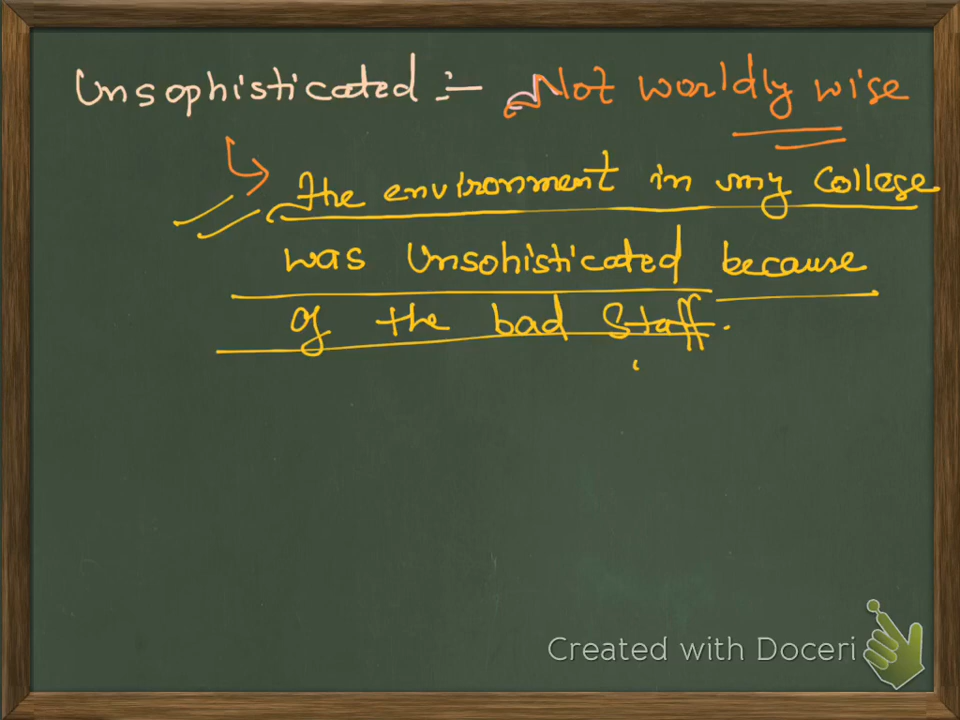 Unsophisticated :- Not worldly wise
The environment in my College
was Unsohisticated because
of the bad Staff.
Created with Doceri